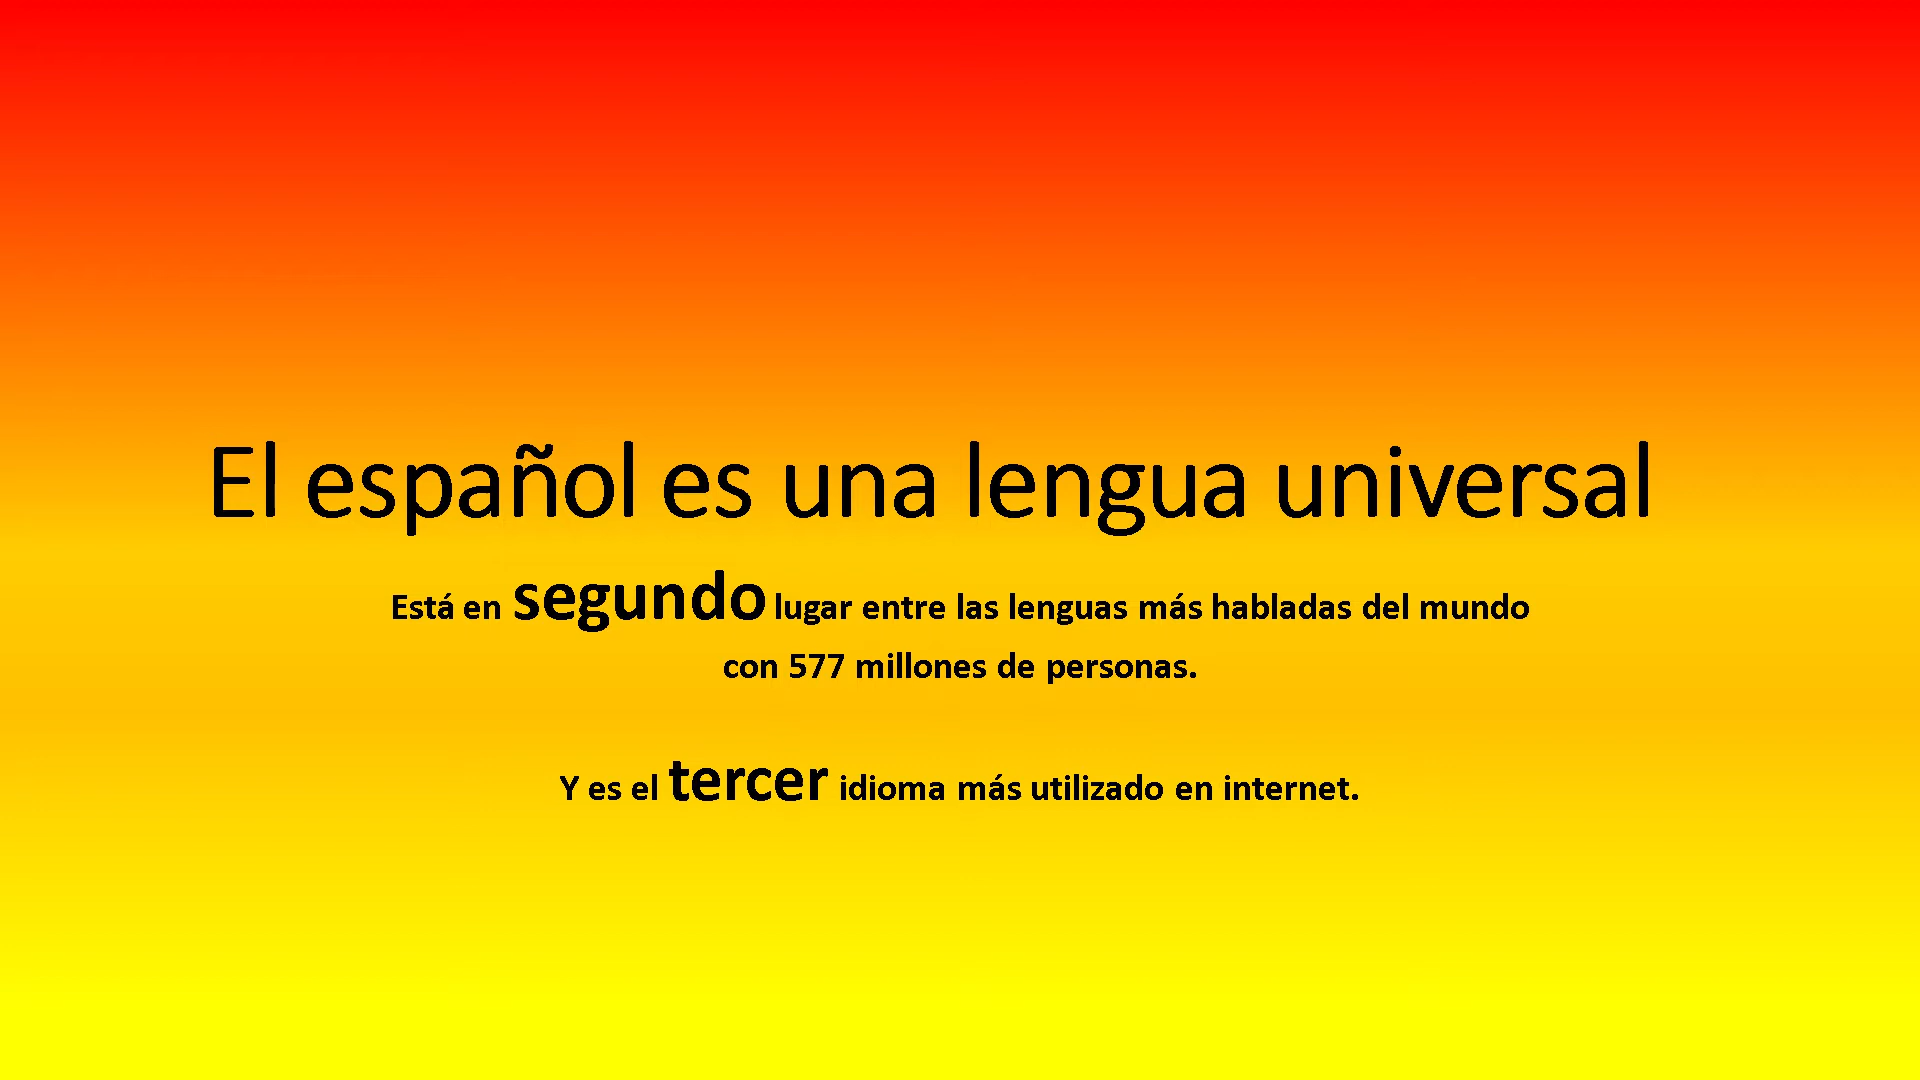 El español es una lengua universal
Está en segundo lugar entre las lenguas más habladas del mundo
con 577 millones de personas.
Y es el tercer idioma más utilizado en internet.